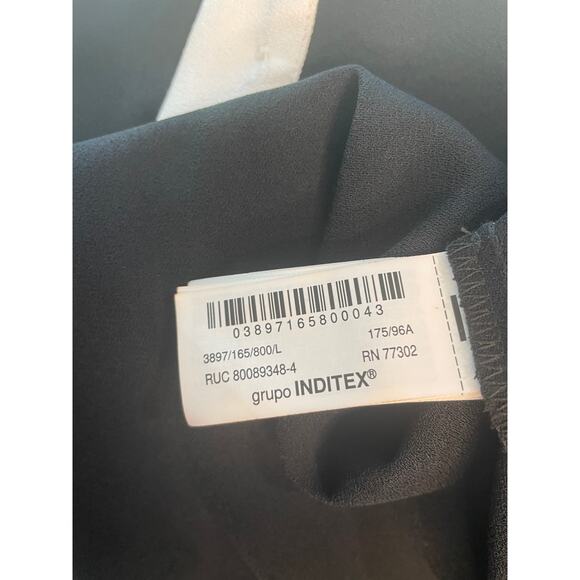 03897165800043
3897/165/800/L 175/96A
RUC 80089348-4 RN 77302
grupo INDITEX®